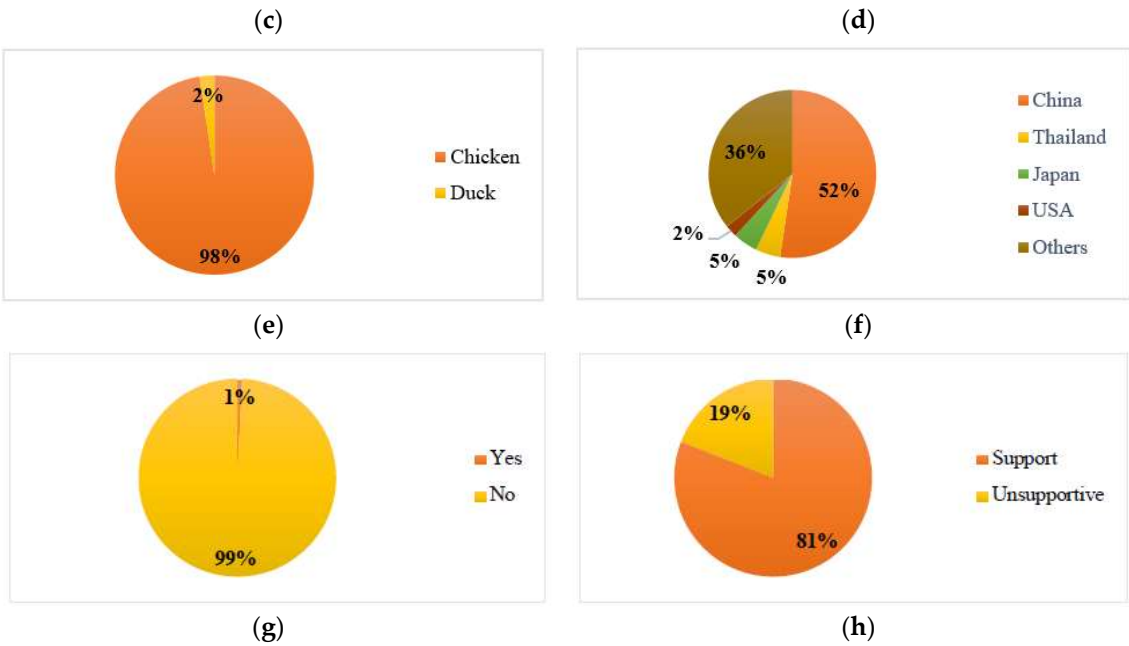 (c)
(d)
2%
98%
Chicken
Duck
36%
52%
2%
5%
5%
China
Thailand
Japan
USA
Others
(e)
(f)
1%
99%
Yes
No
19%
81%
Support
Unsupportive
(g)
(h)